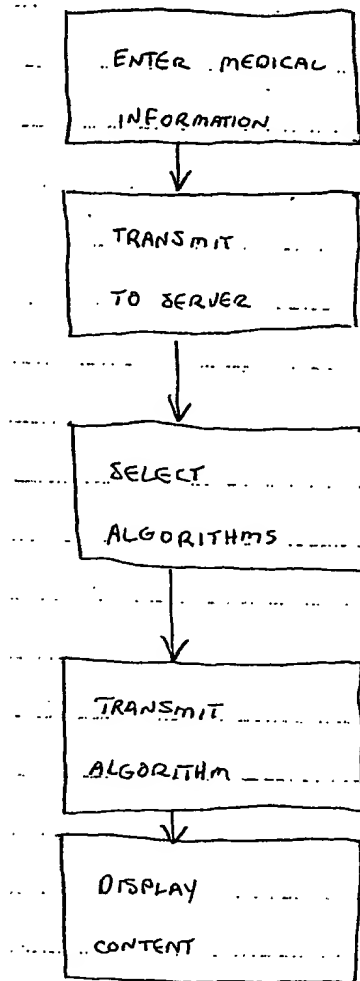 ENTER MEDICAL
INFORMATION
TRANSMIT
TO SERVER
SELECT
ALGORITHMS
TRANSMIT
ALGORITHM
DISPLAY
CONTENT